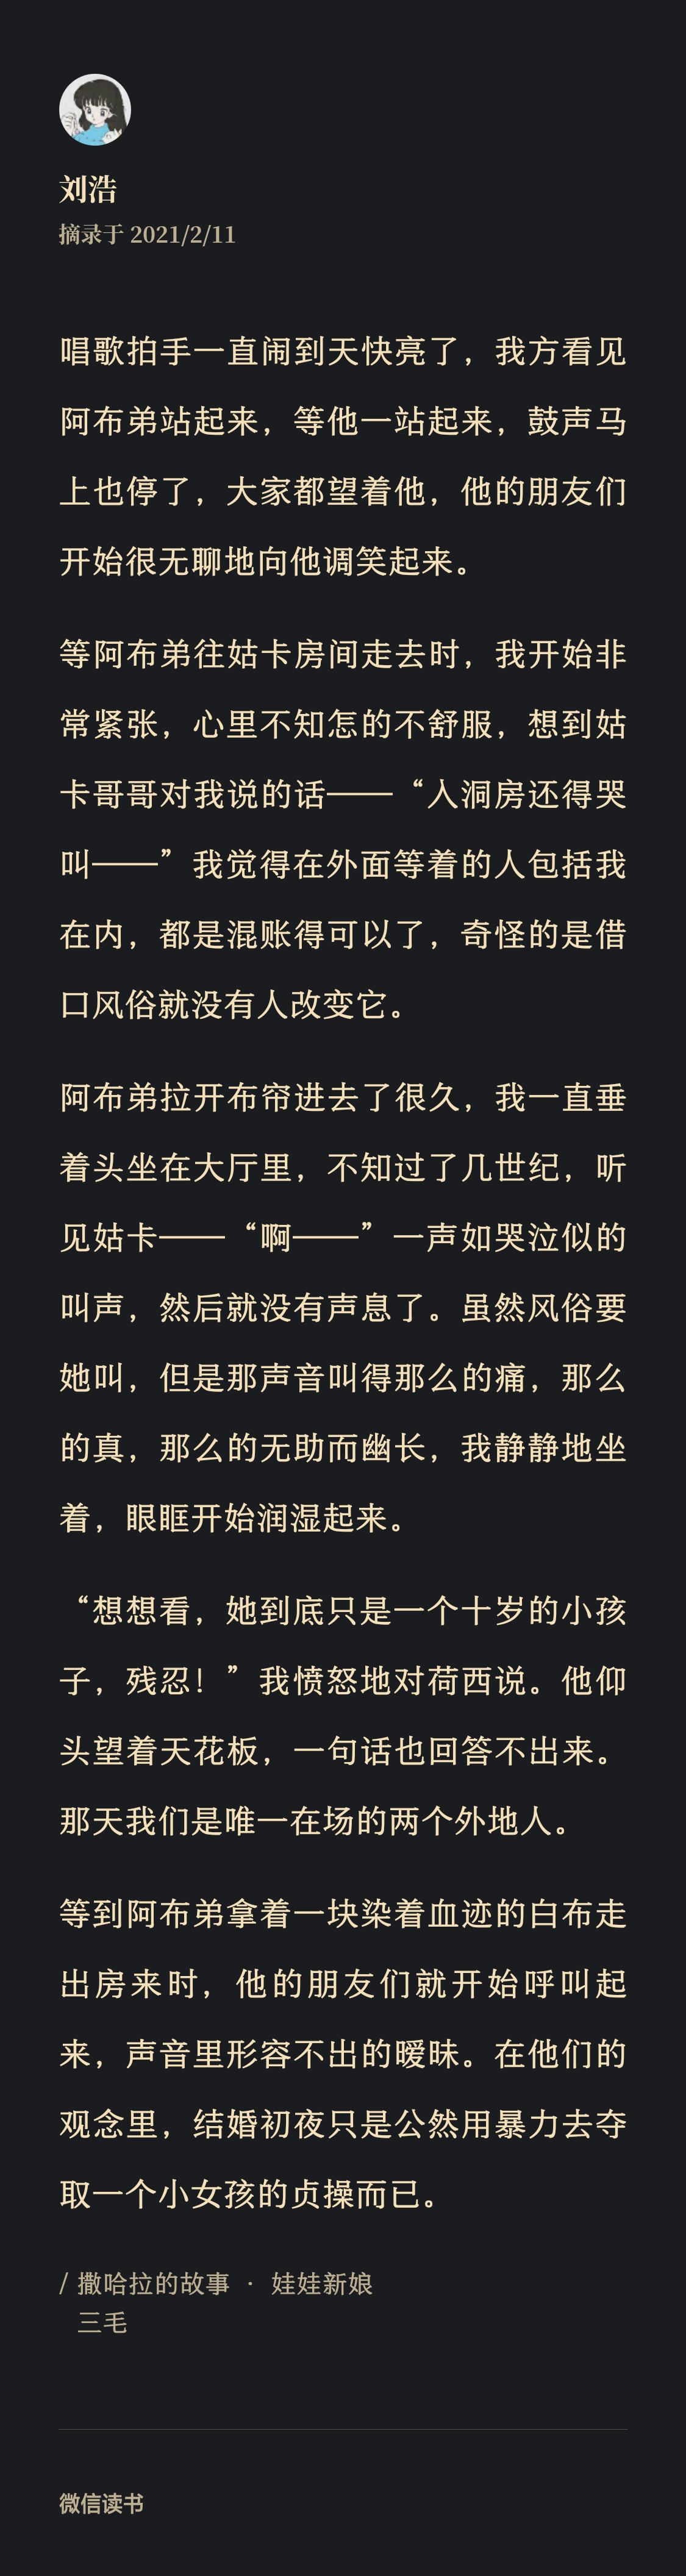 刘浩
摘录于 2021/2/11
唱歌拍手一直闹到天快亮了，我方看见
阿布弟站起来，等他一站起来，鼓声马
上也停了，大家都望着他，他的朋友们
开始很无聊地向他调笑起来。
等阿布弟往姑卡房间走去时，我开始非
常紧张，心里不知怎的不舒服，想到姑
卡哥哥对我说的话——“入洞房还得哭
叫——”我觉得在外面等着的人包括我
在内，都是混账得可以了，奇怪的是借
口风俗就没有人改变它。
阿布弟拉开布帘进去了很久，我一直垂
着头坐在大厅里，不知过了几世纪，听
见姑卡——“啊——”一声如哭泣似的
叫声，然后就没有声息了。虽然风俗要
她叫，但是那声音叫得那么的痛，那么
的真，那么的无助而幽长，我静静地坐
着，眼眶开始润湿起来。
“想想看，她到底只是一个十岁的小孩
子，残忍！”我愤怒地对荷西说。他仰
头望着天花板，一句话也回答不出来。
那天我们是唯一在场的两个外地人。
等到阿布弟拿着一块染着血迹的白布走
出房来时，他的朋友们就开始呼叫起
来，声音里形容不出的暧昧。在他们的
观念里，结婚初夜只是公然用暴力去夺
取一个小女孩的贞操而已。
/ 撒哈拉的故事 · 娃娃新娘
三毛
微信读书